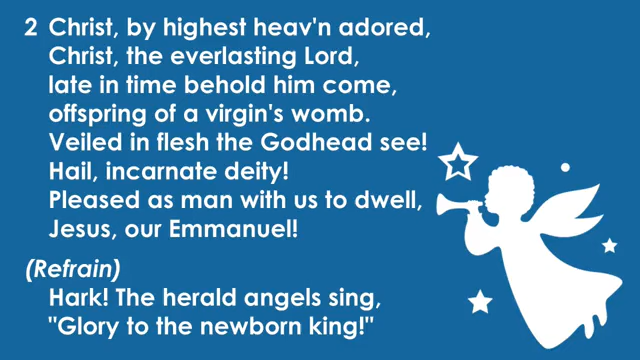 2 Christ, by highest heav'n adored,
Christ, the everlasting Lord,
late in time behold him come,
offspring of a virgin's womb.
Veiled in flesh the Godhead see!
Hail, incarnate deity!
Pleased as man with us to dwell,
Jesus, our Emmanuel!
(Refrain)
Hark! The herald angels sing,
"Glory to the newborn king!"